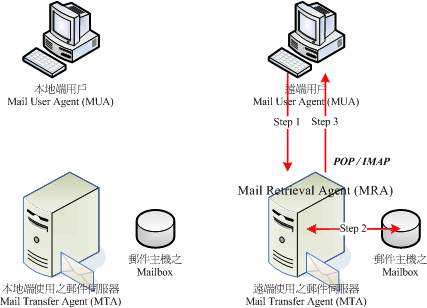 本地端用戶
Mail User Agent (MUA)
遠端用戶
Mail User Agent (MUA)
Step 1
Step 3
POP / IMAP
Mail Retrieval Agent (MRA)
Step 2
本地端使用之郵件伺服器
Mail Transfer Agent (MTA)
郵件主機之
Mailbox
遠端使用之郵件伺服器
Mail Transfer Agent (MTA)
郵件主機之
Mailbox